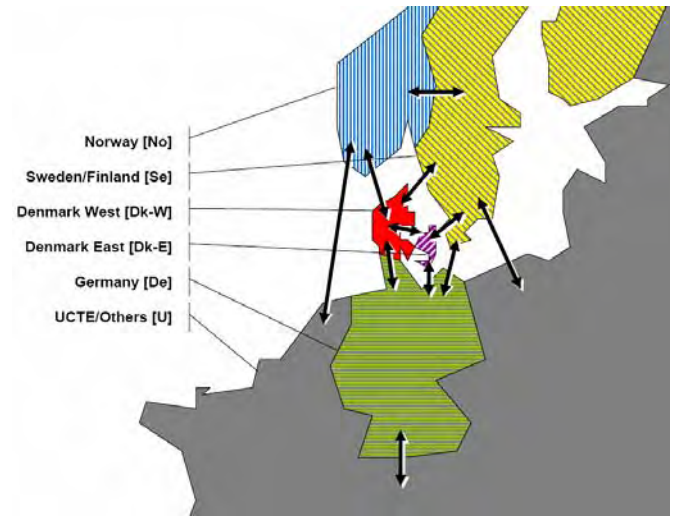 Norway [No]
Sweden/Finland [Se]
Denmark West [Dk-W]
Denmark East [Dk-E]
Germany [De]
UCTE/Others [U]